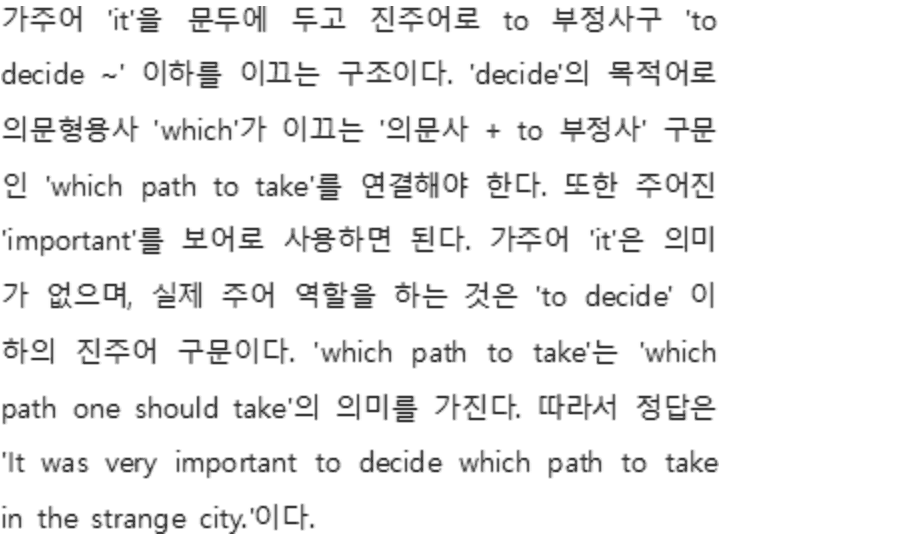 가주어 'it'을 문두에 두고 진주어로 to 부정사구 'to
decide ~' 이하를 이끄는 구조이다. 'decide'의 목적어로
의문형용사 'which'가 이끄는 '의문사 + to 부정사' 구문
인 'which path to take'를 연결해야 한다. 또한 주어진
'important'를 보어로 사용하면 된다. 가주어 'it'은 의미
가 없으며, 실제 주어 역할을 하는 것은 'to decide' 이
하의 진주어 구문이다. 'which path to take'는 'which
path one should take'의 의미를 가진다. 따라서 정답은
'It was very important to decide which path to take
in the strange city.'이다.